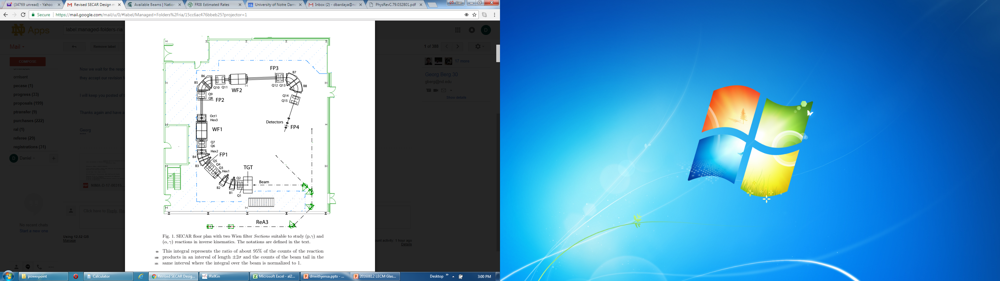 (34769 unread) - Yahoo
Revised SECAR Design m
Available Beams | Nation
FRIB Estimated Rates
University of Notre Dam
Inbox (2) - dbardaya@n
PhysRevC.79.032801.pdf
Dan
Secure
https://mail.google.com/mail/u/0/#label/Managed+Folders%2Fria/15cc6ac476bbeb25?projector=1
Apps
label:managed-folders-ria
D
Mail
Remove label
1 of 388
COMPOSE
ornlsent
pecase (1)
progress (33)
proposals (199)
ptransfer (9)
purchases (222)
ral (1)
referee (29)
registrations (31)
D Daniel
No recent chats
Start a new one
Now we wait for the resp
they accept our revision f
I will keep you posted of t
Thanks again and have a
Georg
****
PDF NIMA-D-17-00315...
Click here to Reply, Re
Using 12.52 GB
Manage
17 more
Georg Berg 30
gberg@nd.edu
Show details
ount activity: 1 hour ago
Details
FP3
B7
B6
B5
B8
Q10 Q11
Q12 Q13
WF2
Q9
Q8
FP2
Q14
Q15
Oct1
Hex3
WF1
Detectors
FP4
Q7
Q6
Hex2
FP1
B4
B3
Q5
Q4
Q3
Hex1
TGT
Q2
Beam
B2
B1
Q1
ReA3
Fig. 1. SECAR floor plan with two Wien filter Sections suitable to study (p,γ) and
(α, γ) reactions in inverse kinematics. The notations are defined in the text.
99 This integral represents the ratio of about 95% of the counts of the reaction
100 products in an interval of length ±2σ and the counts of the beam tail in the
101 same interval where the integral over the beam is normalized to 1.
powerpoint
Calculator
Revised SECAR Desig...
JRelKin
Microsoft Excel - al2...
dnwithjensa.pptx - ...
20160812 LECM Glas...
Desktop
3:00 PM